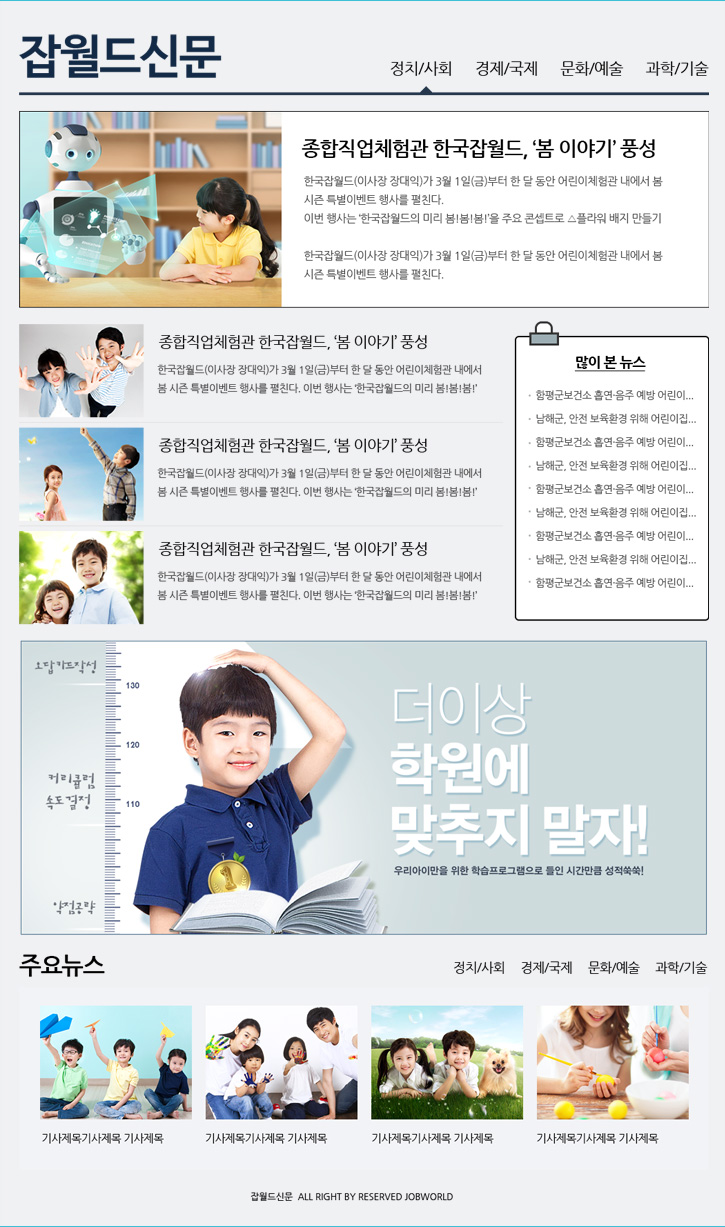 잡월드신문
정치/사회 경제/국제 문화/예술 과학/기술
종합직업체험관 한국잡월드, ‘봄 이야기’ 풍성
한국잡월드(이사장 장대익)가 3월 1일(금)부터 한 달 동안 어린이체험관 내에서 봄
시즌 특별이벤트 행사를 펼친다.
이번 행사는 ‘한국잡월드의 미리 봄!봄!봄!’을 주요 콘셉트로 △플라워 배지 만들기
한국잡월드(이사장 장대익)가 3월 1일(금)부터 한 달 동안 어린이체험관 내에서 봄
시즌 특별이벤트 행사를 펼친다.
종합직업체험관 한국잡월드, ‘봄 이야기’ 풍성
한국잡월드(이사장 장대익)가 3월 1일(금)부터 한 달 동안 어린이체험관 내에서
봄 시즌 특별이벤트 행사를 펼친다. 이번 행사는 ‘한국잡월드의 미리 봄!봄!봄!’
종합직업체험관 한국잡월드, ‘봄 이야기’ 풍성
한국잡월드(이사장 장대익)가 3월 1일(금)부터 한 달 동안 어린이체험관 내에서
봄 시즌 특별이벤트 행사를 펼친다. 이번 행사는 ‘한국잡월드의 미리 봄!봄!봄!’
종합직업체험관 한국잡월드, ‘봄 이야기’ 풍성
한국잡월드(이사장 장대익)가 3월 1일(금)부터 한 달 동안 어린이체험관 내에서
봄 시즌 특별이벤트 행사를 펼친다. 이번 행사는 ‘한국잡월드의 미리 봄!봄!봄!’
많이 본 뉴스
함평군보건소 흡연·음주 예방 어린이...
남해군, 안전 보육환경 위해 어린이집...
함평군보건소 흡연·음주 예방 어린이...
남해군, 안전 보육환경 위해 어린이집...
함평군보건소 흡연·음주 예방 어린이...
남해군, 안전 보육환경 위해 어린이집...
함평군보건소 흡연·음주 예방 어린이...
남해군, 안전 보육환경 위해 어린이집...
함평군보건소 흡연·음주 예방 어린이...
오답카드작성
130
120
커리큘럼
속도결정
110
약점공략
1
더이상
학원에
맞추지 말자!
우리아이만을 위한 학습프로그램으로 들인 시간만큼 성적쑥쑥!
주요뉴스
정치/사회 경제/국제 문화/예술 과학/기술
기사제목기사제목 기사제목
기사제목기사제목 기사제목
기사제목기사제목 기사제목
기사제목기사제목 기사제목
잡월드신문 ALL RIGHT BY RESERVED JOBWORLD